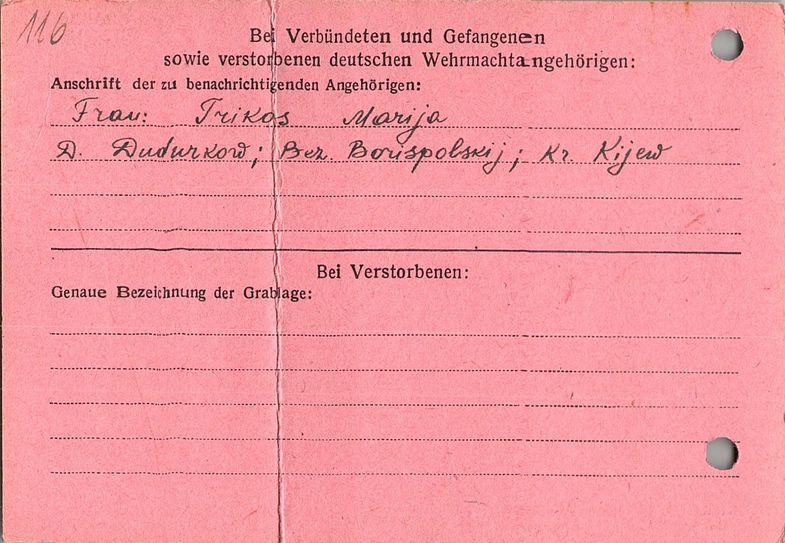 116
Bei Verbündeten und Gefangenen
sowie verstorbenen deutschen Wehrmachtangehörigen:
Anschrift der zu benachrichtigenden Angehörigen:
Frau: Trikos Marija
D. Dudurkow; Bez. Borispolskij; Kr. Kijew
Bei Verstorbenen:
Genaue Bezeichnung der Grablage: